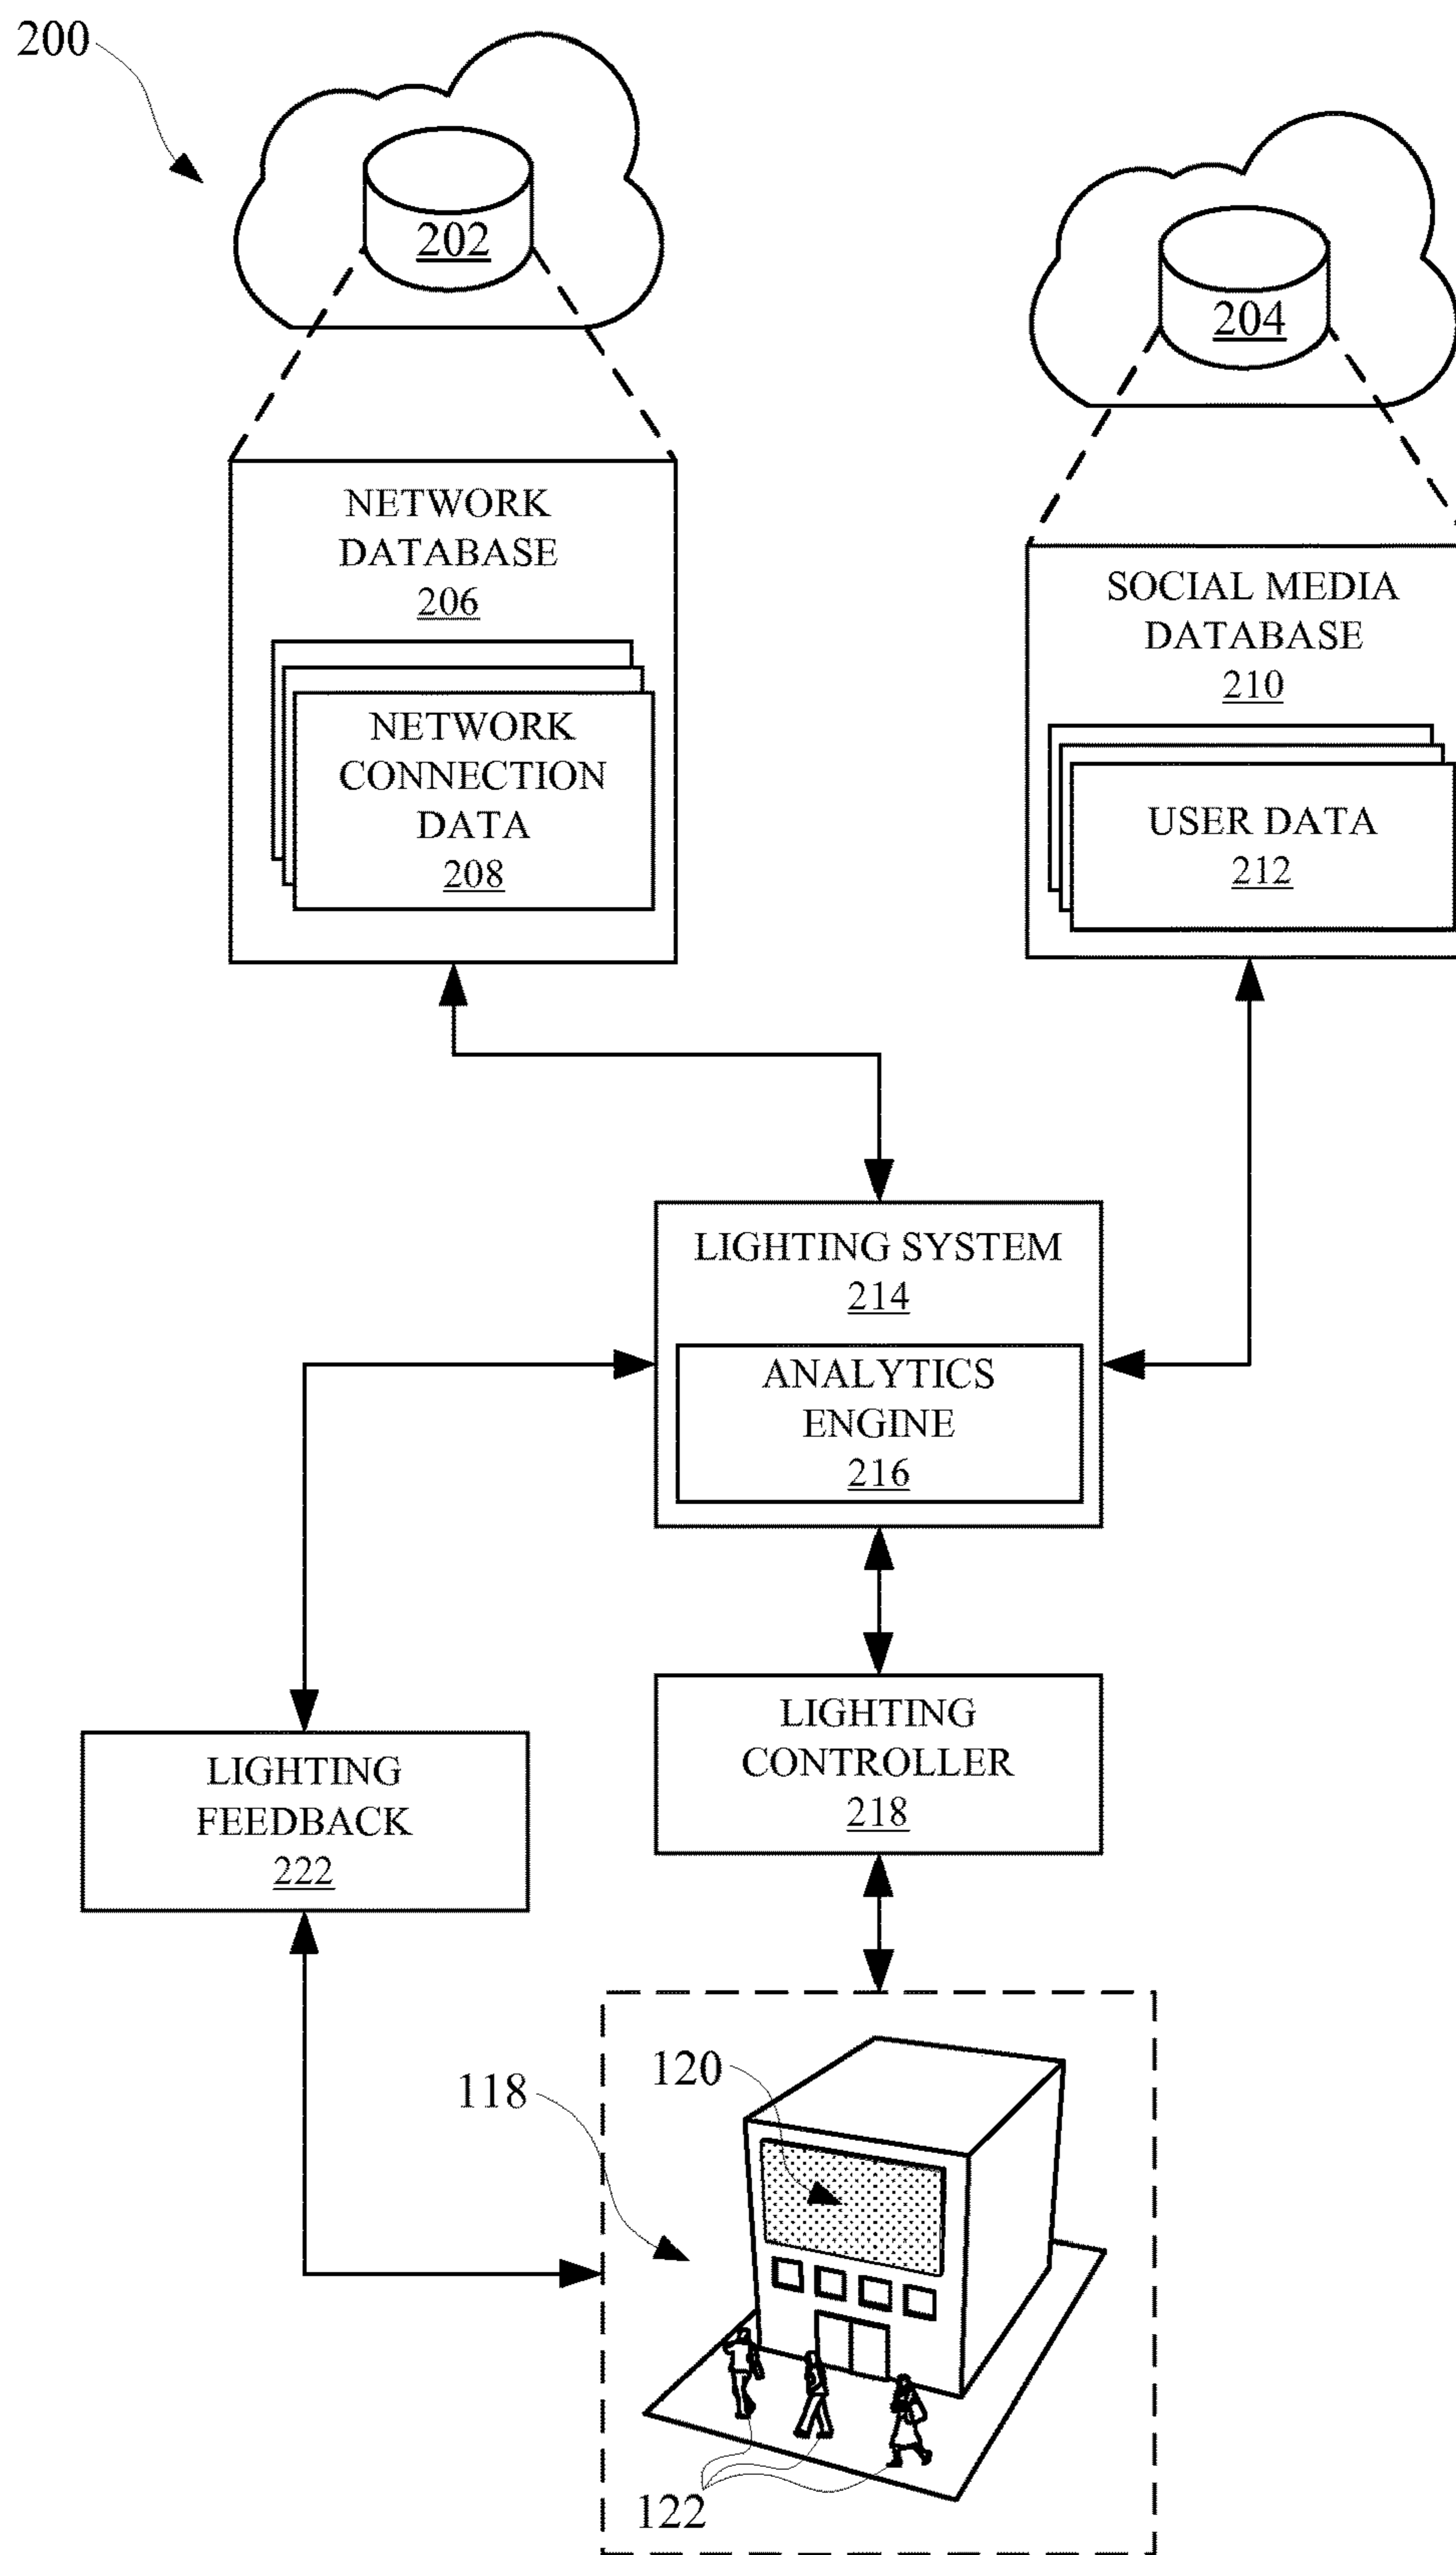 200
202
204
NETWORK
DATABASE
206
NETWORK
CONNECTION
DATA
208
SOCIAL MEDIA
DATABASE
210
USER DATA
212
LIGHTING SYSTEM
214
ANALYTICS
ENGINE
216
LIGHTING
CONTROLLER
218
LIGHTING
FEEDBACK
222
118
120
122